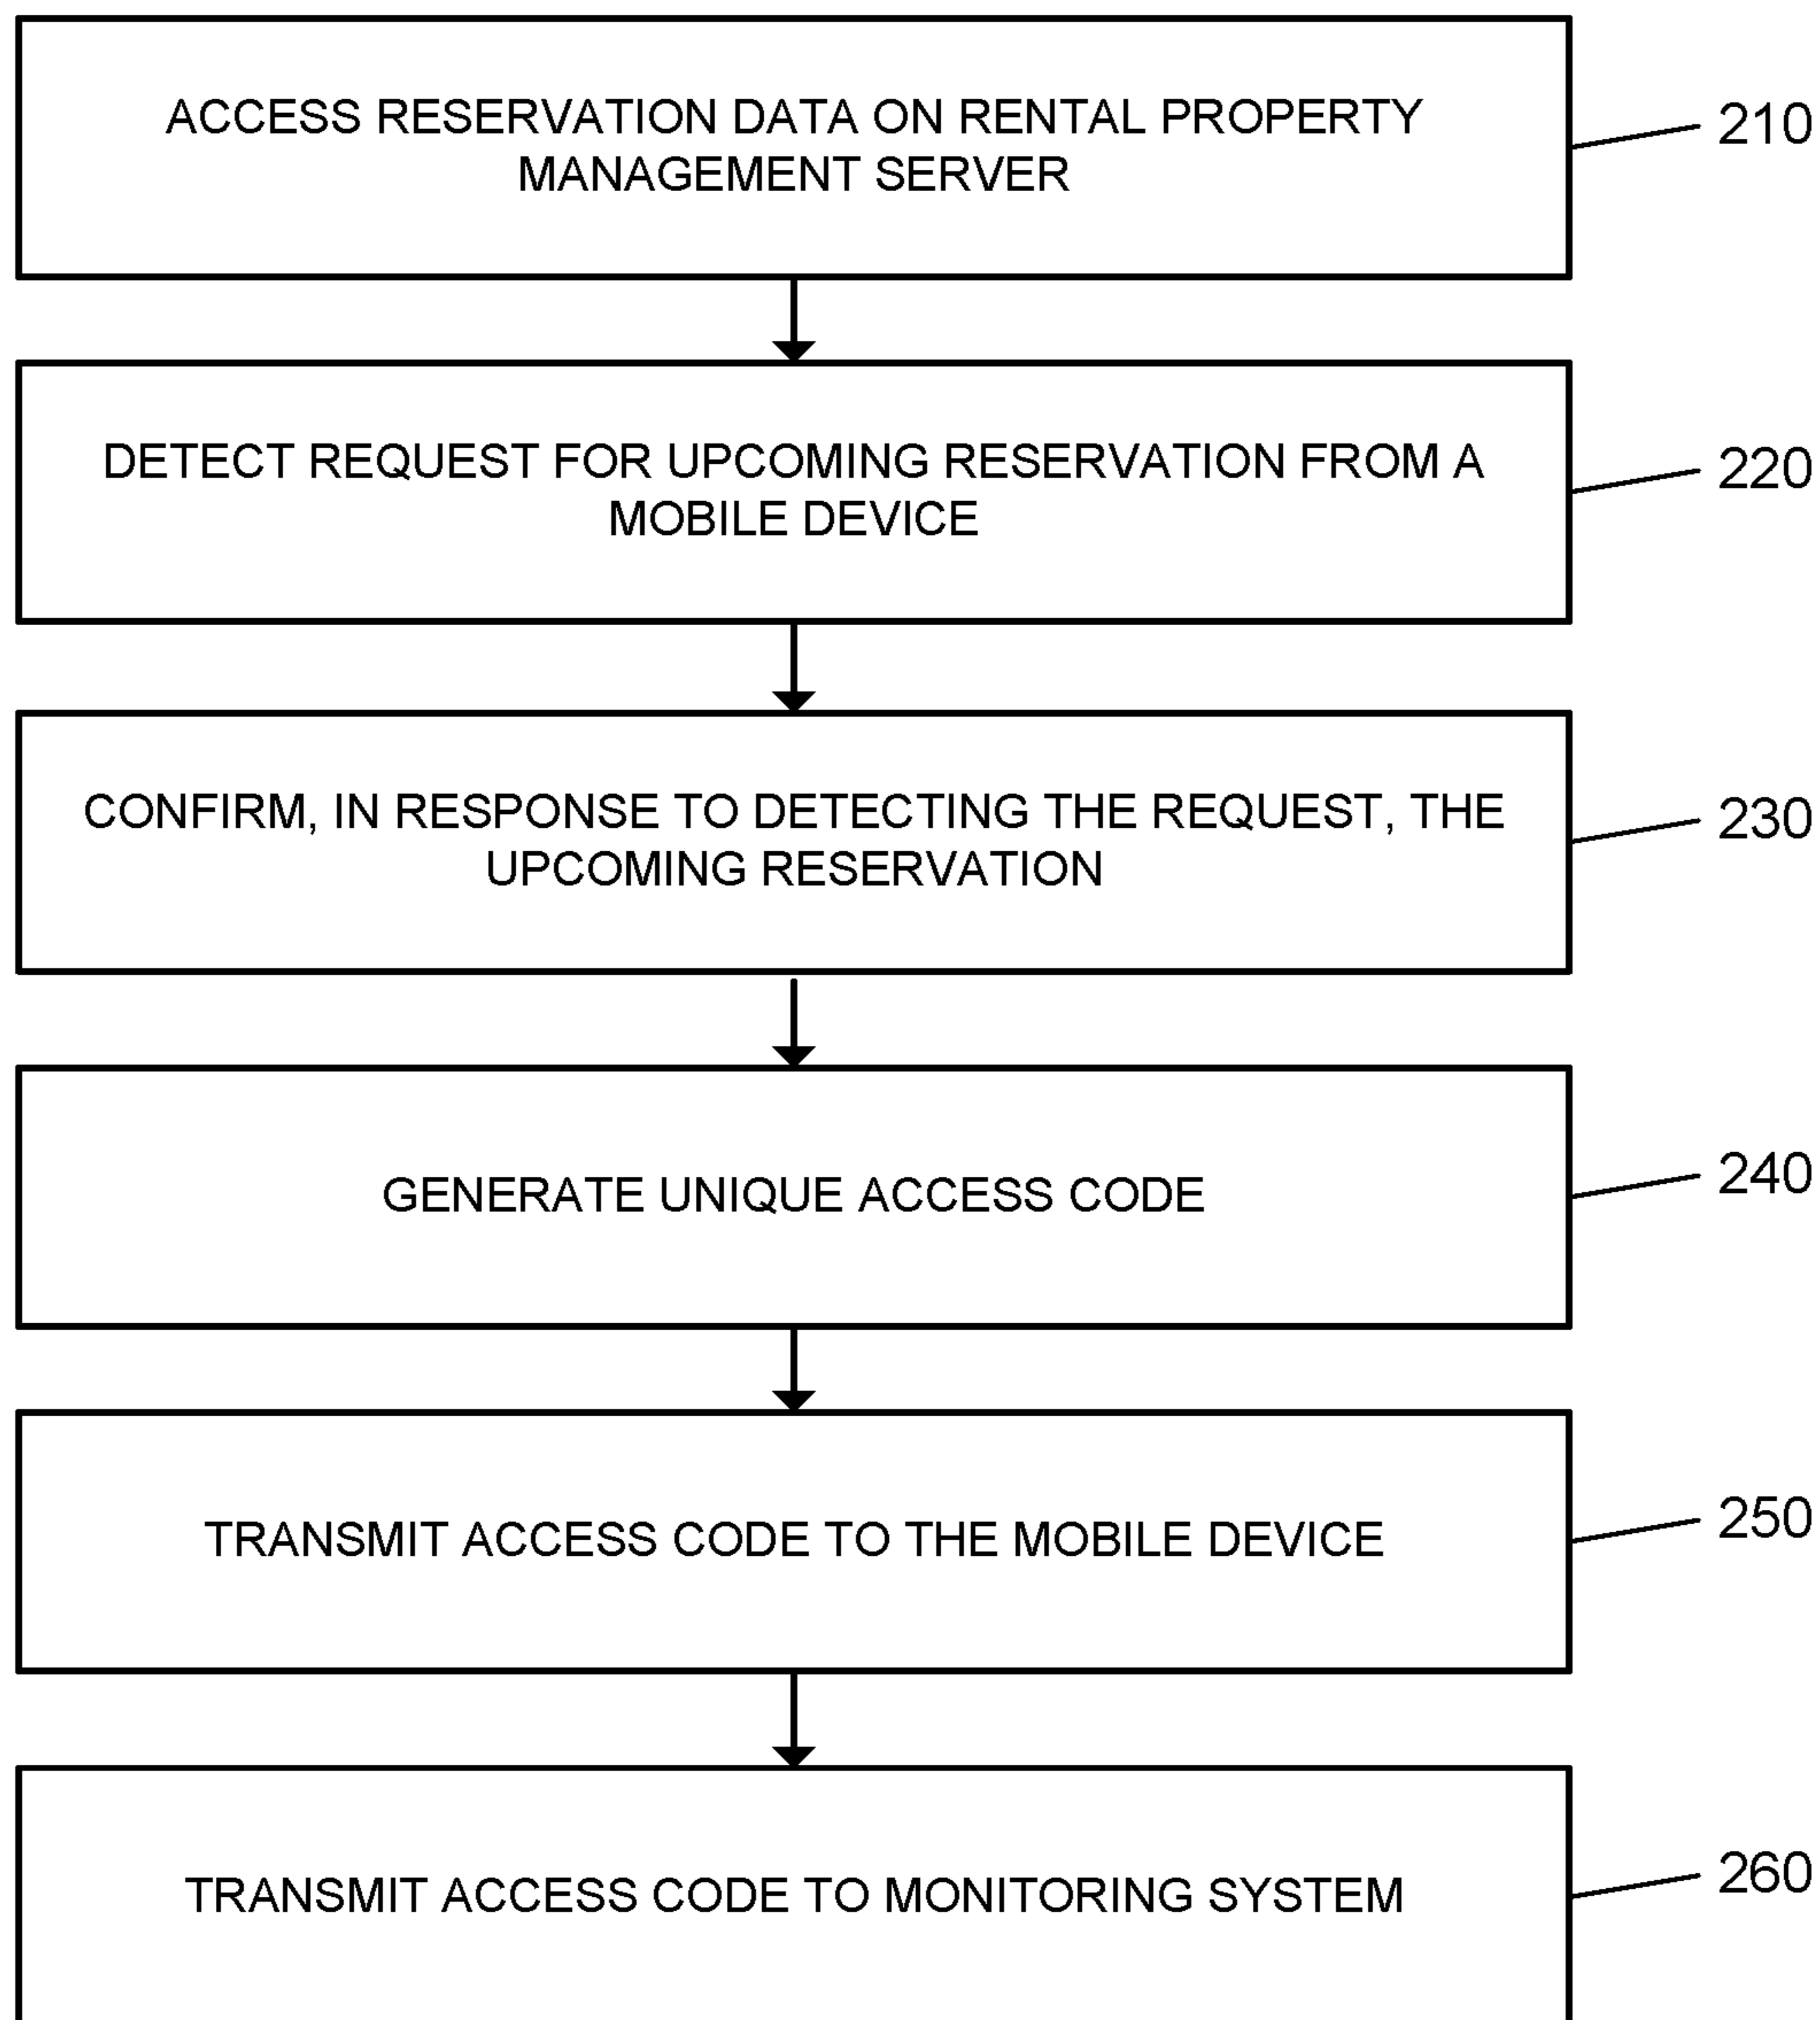 ACCESS RESERVATION DATA ON RENTAL PROPERTY
MANAGEMENT SERVER
210
DETECT REQUEST FOR UPCOMING RESERVATION FROM A
MOBILE DEVICE
220
CONFIRM, IN RESPONSE TO DETECTING THE REQUEST, THE
UPCOMING RESERVATION
230
GENERATE UNIQUE ACCESS CODE
240
TRANSMIT ACCESS CODE TO THE MOBILE DEVICE
250
TRANSMIT ACCESS CODE TO MONITORING SYSTEM
260